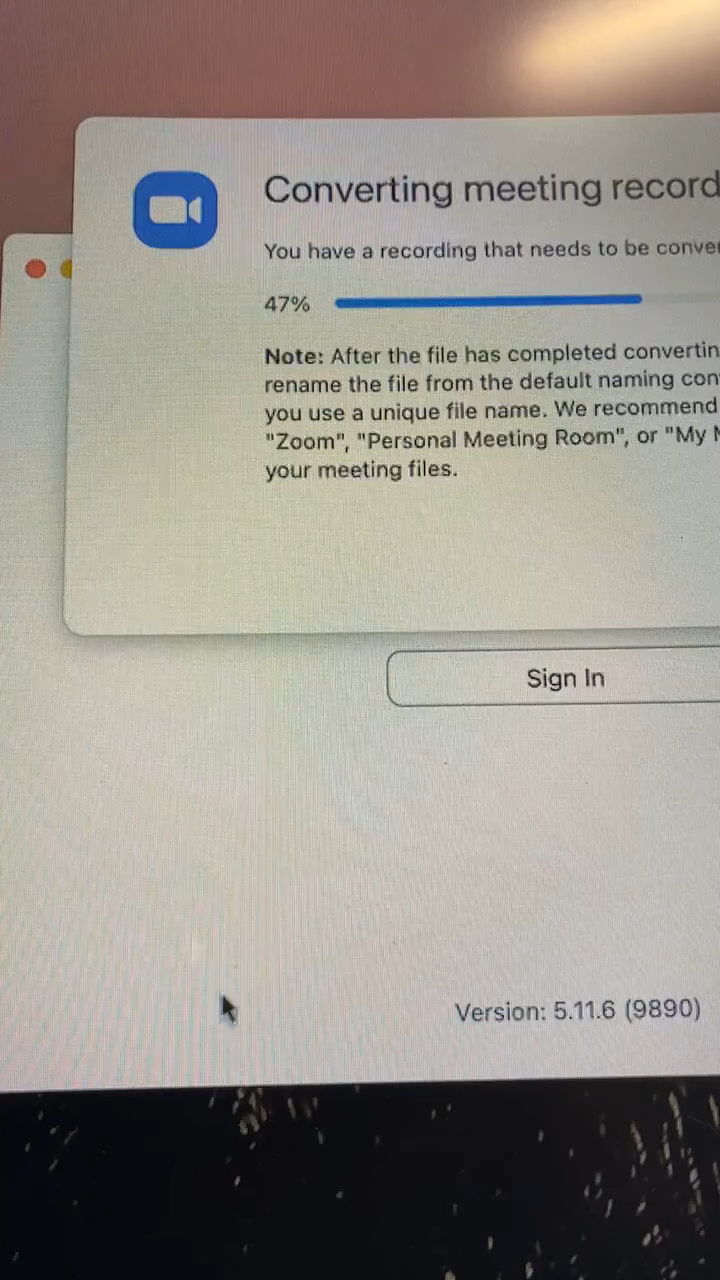 Converting meeting record
You have a recording that needs to be conver
47%
Note: After the file has completed convertin
rename the file from the default naming con
you use a unique file name. We recommend
"Zoom", "Personal Meeting Room", or "My
your meeting files.
Sign In
Version: 5.11.6 (9890)